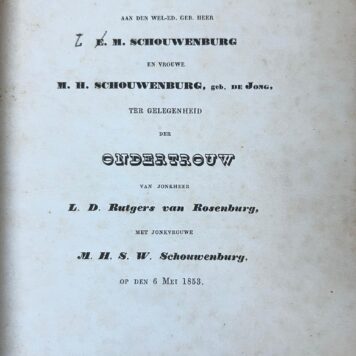 AAN DEN WEL-ED. GEB. HEER
L E. M. SCHOUWENBURG
EN VROUWE
M. H. SCHOUWENBURG, geb. DE JONG,
TER GELEGENHEID
DER
ONDERTROUW
VAN JONKHEER
L. D. Rutgers van Rosenburg,
MET JONKVROUWE
M. H. S. W. Schouwenburg.
OP DEN 6 MEI 1853.